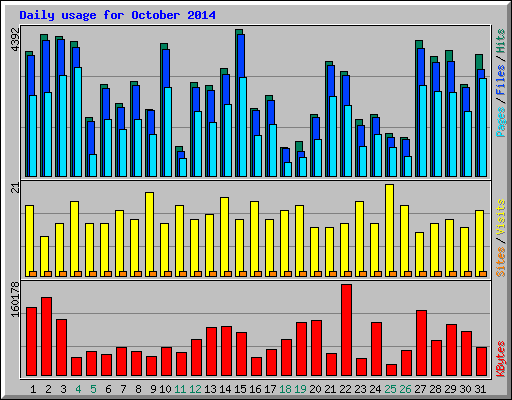 Daily usage for October 2014
4392
Pages / Files / Hits
21
Sites / Visits
160178
KBytes
1 2 3 4 5 6 7 8 9 10 11 12 13 14 15 16 17 18 19 20 21 22 23 24 25 26 27 28 29 30 31